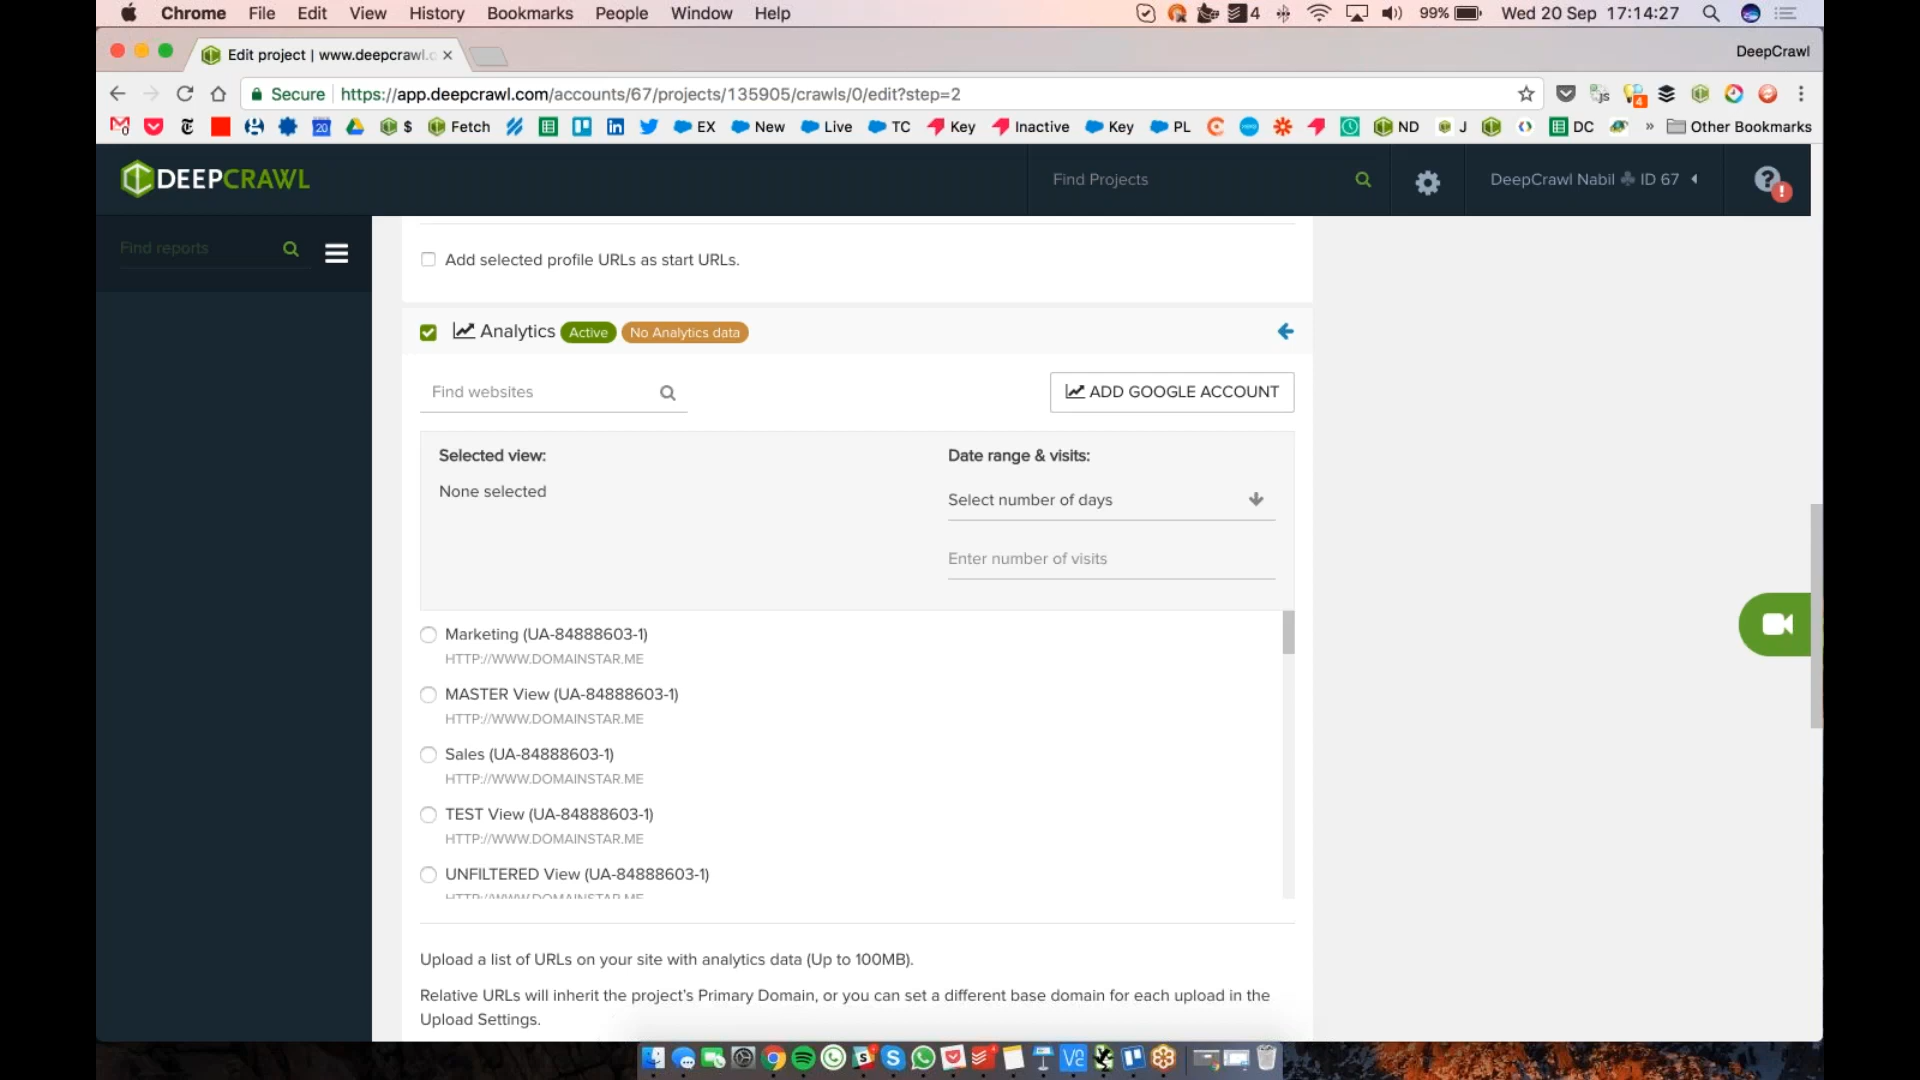 Chrome File Edit View History Bookmarks People Window Help 4 99% Wed 20 Sep 17:14:27
Edit project | www.deepcrawl.c DeepCrawl
Secure https://app.deepcrawl.com/accounts/67/projects/135905/crawls/0/edit?step=2
20 $ Fetch EX New Live TC Key Inactive Key PL ND J DC » Other Bookmarks
DEEPCRAWL Find Projects DeepCrawl Nabil ID 67
Find reports
Add selected profile URLs as start URLs.
Analytics Active No Analytics data
Find websites ADD GOOGLE ACCOUNT
Selected view: Date range & visits:
None selected Select number of days
Enter number of visits
Marketing (UA-84888603-1)
HTTP://WWW.DOMAINSTAR.ME
MASTER View (UA-84888603-1)
HTTP://WWW.DOMAINSTAR.ME
Sales (UA-84888603-1)
HTTP://WWW.DOMAINSTAR.ME
TEST View (UA-84888603-1)
HTTP://WWW.DOMAINSTAR.ME
UNFILTERED View (UA-84888603-1)
HTTP://WWW.DOMAINSTAR.ME
Upload a list of URLs on your site with analytics data (Up to 100MB).
Relative URLs will inherit the project's Primary Domain, or you can set a different base domain for each upload in the
Upload Settings.